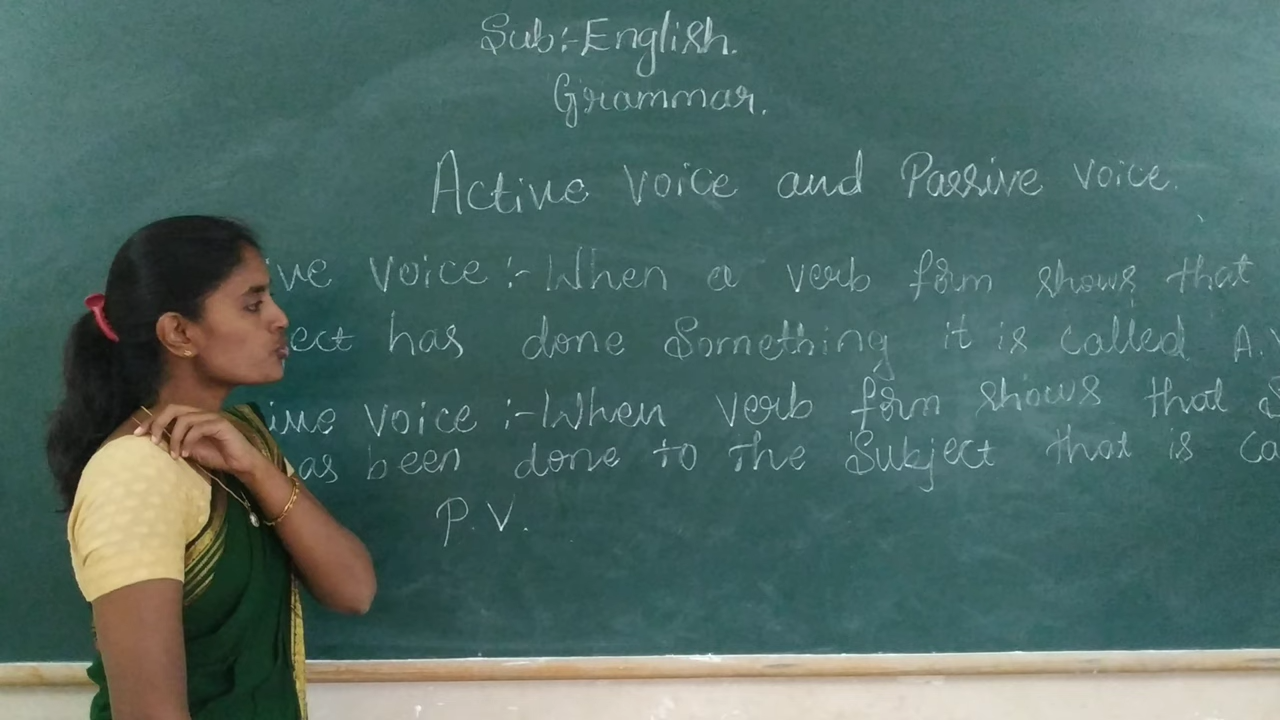 Sub:-English.
Grammar.
Active Voice and Passive Voice.
ive Voice :- When a verb form shows that
ect has done Something it is called A.V
ive Voice :- When verb form shows that S
as been done to the Subject that is Ca
P.V.